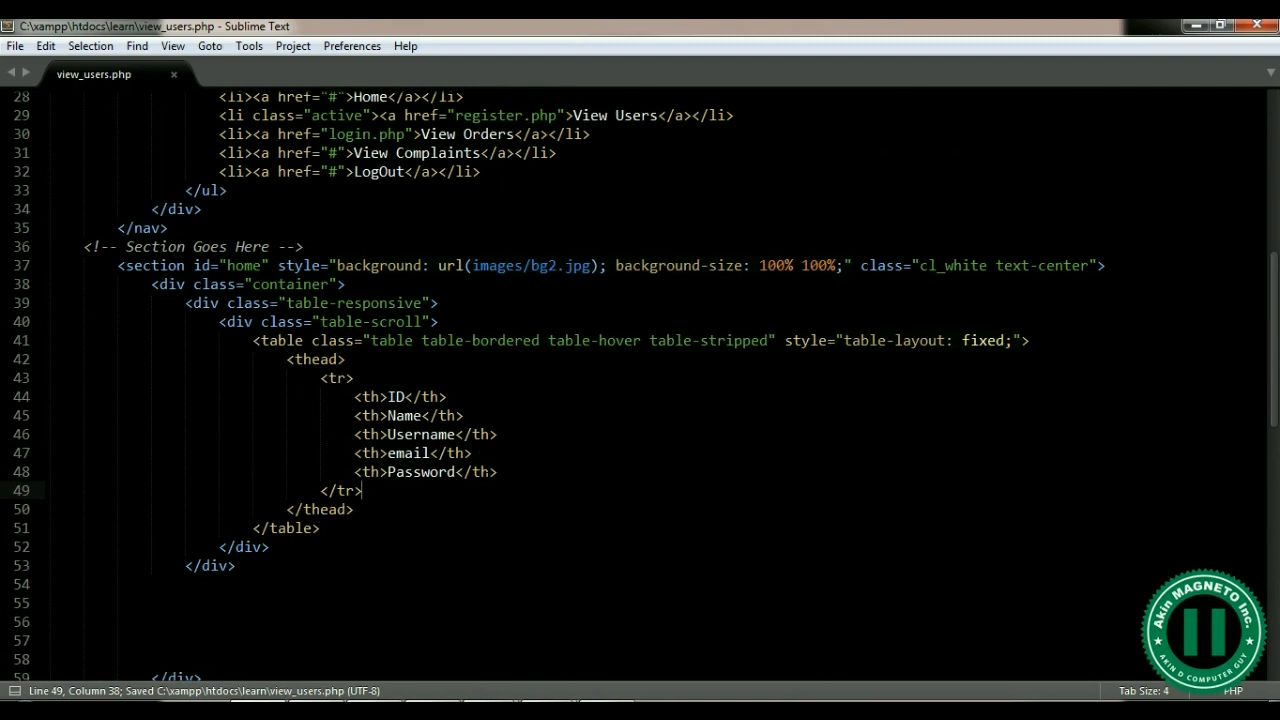 C:\xampp\htdocs\learn\view_users.php - Sublime Text
File Edit Selection Find View Goto Tools Project Preferences Help
view_users.php ×
28 <li><a href="#">Home</a></li>
29 <li class="active"><a href="register.php">View Users</a></li>
30 <li><a href="login.php">View Orders</a></li>
31 <li><a href="#">View Complaints</a></li>
32 <li><a href="#">LogOut</a></li>
33 </ul>
34 </div>
35 </nav>
36 <!-- Section Goes Here -->
37 <section id="home" style="background: url(images/bg2.jpg); background-size: 100% 100%;" class="cl_white text-center">
38 <div class="container">
39 <div class="table-responsive">
40 <div class="table-scroll">
41 <table class="table table-bordered table-hover table-stripped" style="table-layout: fixed;">
42 <thead>
43 <tr>
44 <th>ID</th>
45 <th>Name</th>
46 <th>Username</th>
47 <th>email</th>
48 <th>Password</th>
49 </tr>
50 </thead>
51 </table>
52 </div>
53 </div>
54
55
56
57
58
59 </div>
Akin MAGNETO Inc.
AKIN D COMPUTER GUY
Line 49, Column 38; Saved C:\xampp\htdocs\learn\view_users.php (UTF-8) Tab Size: 4 PHP